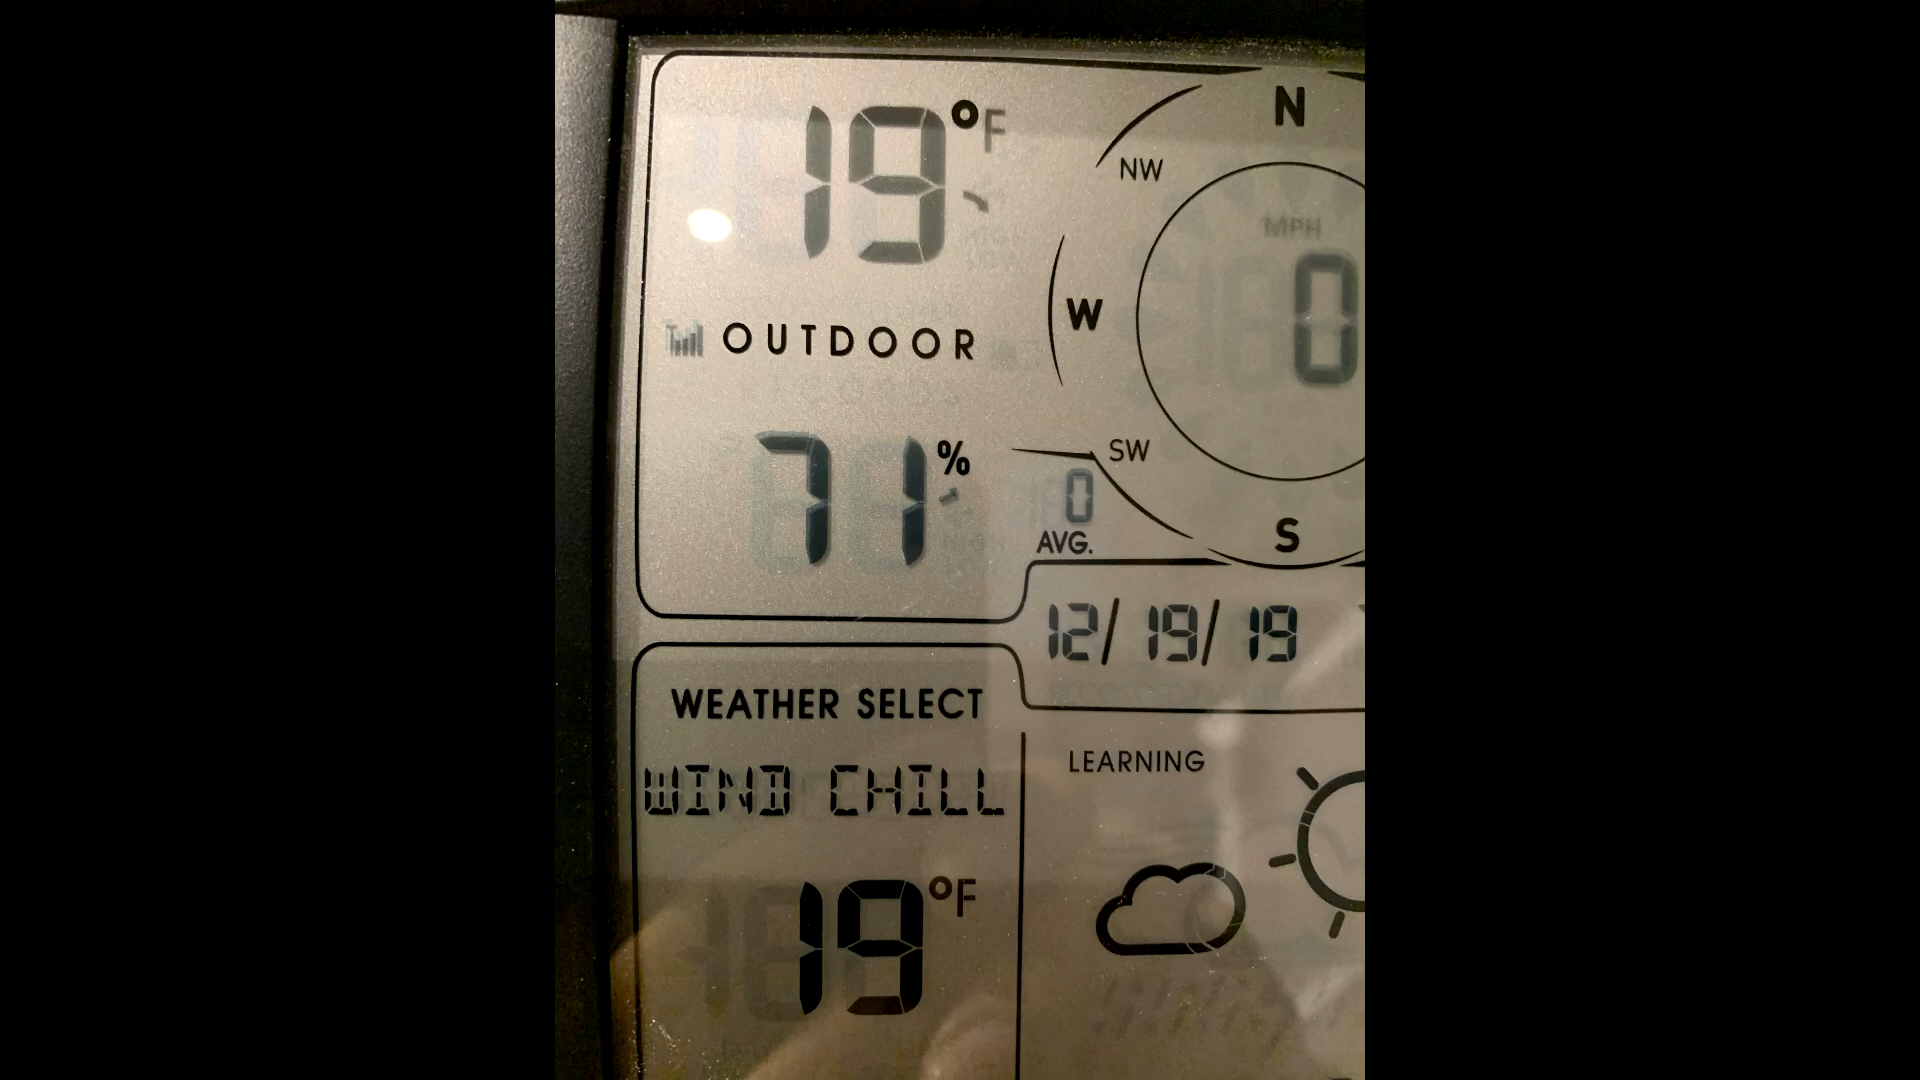 19°F
OUTDOOR
71%
N
NW
MPH
0
W
SW
0
AVG.
S
12/19/19
WEATHER SELECT
WIND CHILL
19°F
LEARNING